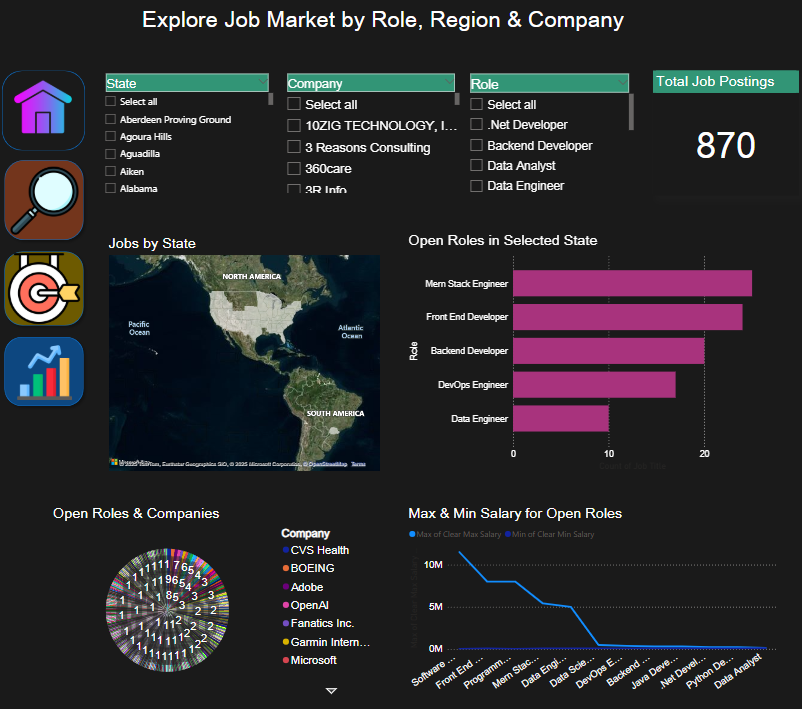 Explore Job Market by Role, Region & Company
State
Select all
Aberdeen Proving Ground
Agoura Hills
Aguadilla
Aiken
Alabama
Company
Select all
10ZIG TECHNOLOGY, I...
3 Reasons Consulting
360care
3R Info
Role
Select all
.Net Developer
Backend Developer
Data Analyst
Data Engineer
Total Job Postings
870
Jobs by State
NORTH AMERICA
Pacific
Ocean
Atlantic
Ocean
SOUTH AMERICA
© 2025 TomTom, Earthstar Geographics SIO, © 2025 Microsoft Corporation, © OpenStreetMap Terms
Open Roles in Selected State
Role
Mern Stack Engineer
Front End Developer
Backend Developer
DevOps Engineer
Data Engineer
0 10 20
Open Roles & Companies
Company
CVS Health
BOEING
Adobe
OpenAI
Fanatics Inc.
Garmin Intern...
Microsoft
Max & Min Salary for Open Roles
Max of Clear Max Salary Min of Clear Min Salary
10M
5M
0M
Software ...
Front End ...
Programm...
Mern Stac...
Data Engi...
Data Scie...
DevOps E...
Backend ...
Java Deve...
.Net Devel...
Python De...
Data Analyst